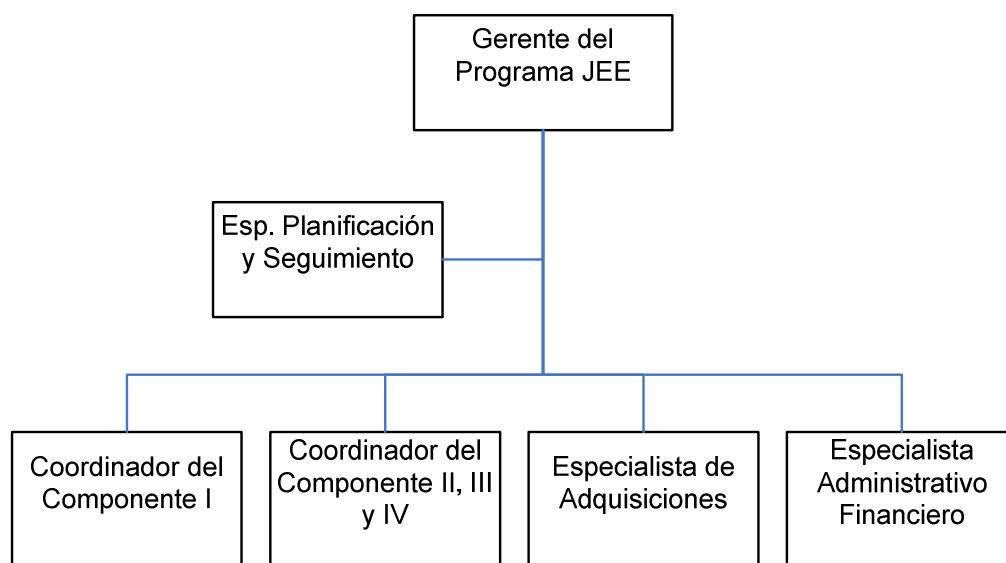 Gerente del
Programa JEE
Esp. Planificación
y Seguimiento
Coordinador del
Componente I
Coordinador del
Componente II, III
y IV
Especialista de
Adquisiciones
Especialista
Administrativo
Financiero